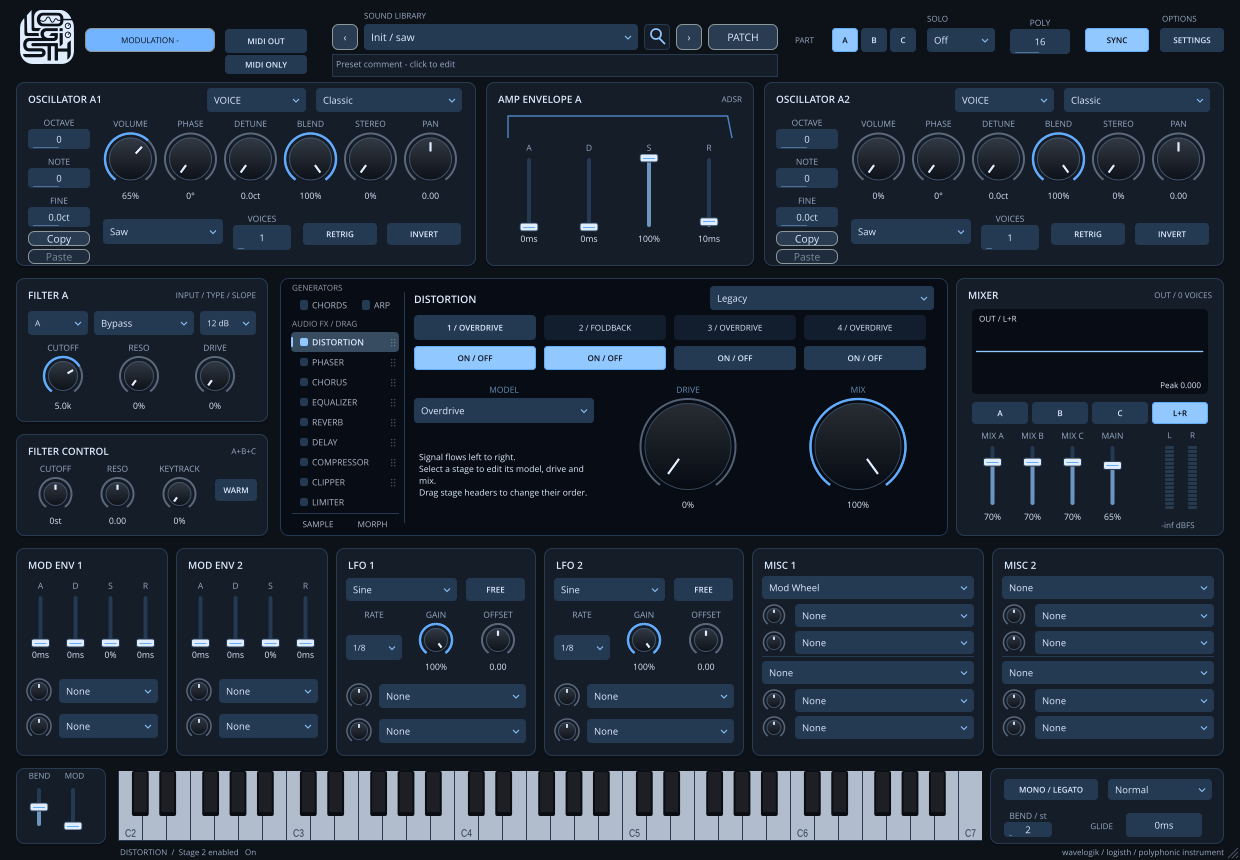 LOGISTH
SOUND LIBRARY
SOLO
POLY
OPTIONS
MODULATION -
MIDI OUT
MIDI ONLY
‹
Init / saw
›
PATCH
PART
A
B
C
Off
16
SYNC
SETTINGS
Preset comment - click to edit
OSCILLATOR A1
VOICE
Classic
OCTAVE
0
NOTE
0
FINE
0.0ct
Copy
Paste
VOLUME
PHASE
DETUNE
BLEND
STEREO
PAN
65%
0°
0.0ct
100%
0%
0.00
Saw
VOICES
1
RETRIG
INVERT
AMP ENVELOPE A
ADSR
A
D
S
R
0ms
0ms
100%
10ms
OSCILLATOR A2
VOICE
Classic
OCTAVE
0
NOTE
0
FINE
0.0ct
Copy
Paste
VOLUME
PHASE
DETUNE
BLEND
STEREO
PAN
0%
0°
0.0ct
100%
0%
0.00
Saw
VOICES
1
RETRIG
INVERT
FILTER A
INPUT / TYPE / SLOPE
A
Bypass
12 dB
CUTOFF
RESO
DRIVE
5.0k
0%
0%
FILTER CONTROL
A+B+C
CUTOFF
RESO
KEYTRACK
WARM
0st
0.00
0%
GENERATORS
CHORDS
ARP
AUDIO FX / DRAG
DISTORTION
PHASER
CHORUS
EQUALIZER
REVERB
DELAY
COMPRESSOR
CLIPPER
LIMITER
SAMPLE
MORPH
DISTORTION
Legacy
1 / OVERDRIVE
2 / FOLDBACK
3 / OVERDRIVE
4 / OVERDRIVE
ON / OFF
ON / OFF
ON / OFF
ON / OFF
MODEL
Overdrive
Signal flows left to right.
Select a stage to edit its model, drive and
mix.
Drag stage headers to change their order.
DRIVE
0%
MIX
100%
MIXER
OUT / 0 VOICES
OUT / L+R
Peak 0.000
A
B
C
L+R
MIX A
MIX B
MIX C
MAIN
L
R
70%
70%
70%
65%
-inf dBFS
MOD ENV 1
A
D
S
R
0ms
0ms
0%
0ms
None
None
MOD ENV 2
A
D
S
R
0ms
0ms
0%
0ms
None
None
LFO 1
Sine
FREE
RATE
GAIN
OFFSET
1/8
100%
0.00
None
None
LFO 2
Sine
FREE
RATE
GAIN
OFFSET
1/8
100%
0.00
None
None
MISC 1
Mod Wheel
None
None
None
None
None
MISC 2
None
None
None
None
None
None
BEND
MOD
C2
C3
C4
C5
C6
C7
MONO / LEGATO
Normal
BEND / st
2
GLIDE
0ms
DISTORTION / Stage 2 enabled On
wavelogik / logisth / polyphonic instrument